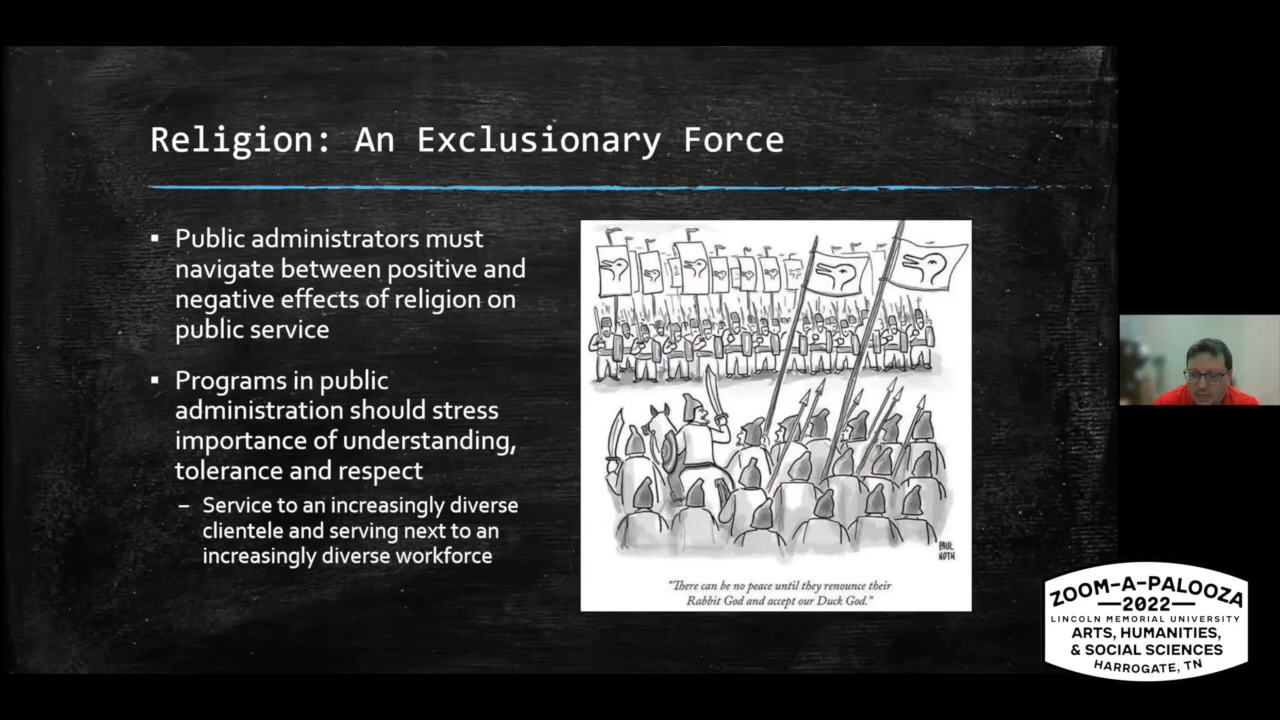 Religion: An Exclusionary Force
▪ Public administrators must
navigate between positive and
negative effects of religion on
public service
▪ Programs in public
administration should stress
importance of understanding,
tolerance and respect
– Service to an increasingly diverse
clientele and serving next to an
increasingly diverse workforce
PAUL
NOTH
"There can be no peace until they renounce their
Rabbit God and accept our Duck God."
ZOOM-A-PALOOZA
—2022—
LINCOLN MEMORIAL UNIVERSITY
ARTS, HUMANITIES,
& SOCIAL SCIENCES
HARROGATE, TN